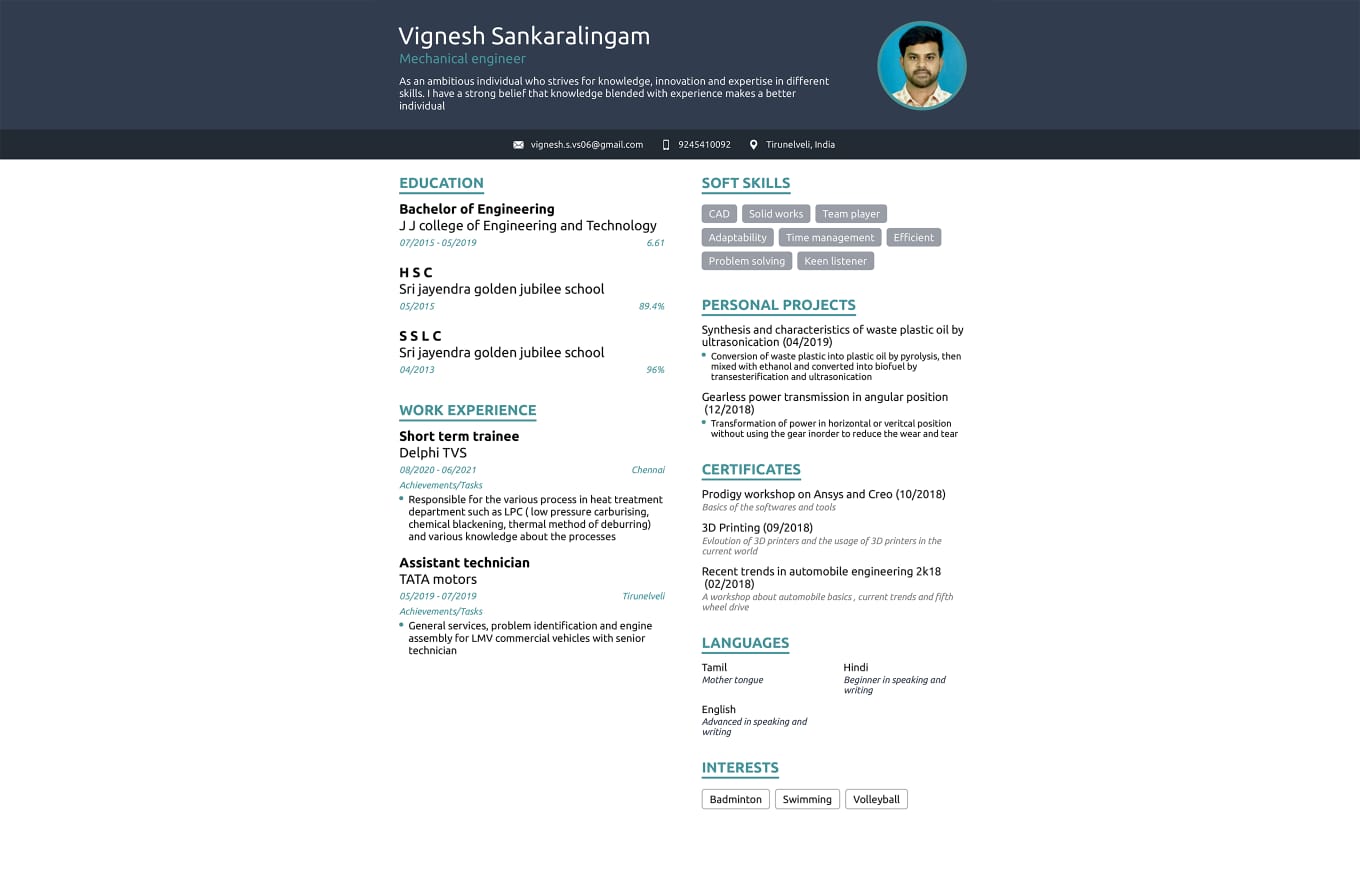 Vignesh Sankaralingam
Mechanical engineer
As an ambitious individual who strives for knowledge, innovation and expertise in different
skills. I have a strong belief that knowledge blended with experience makes a better
individual
vignesh.s.vs06@gmail.com 9245410092 Tirunelveli, India
EDUCATION
Bachelor of Engineering
J J college of Engineering and Technology
07/2015 - 05/2019 6.61
H S C
Sri jayendra golden jubilee school
05/2015 89.4%
S S L C
Sri jayendra golden jubilee school
04/2013 96%
WORK EXPERIENCE
Short term trainee
Delphi TVS
08/2020 - 06/2021 Chennai
Achievements/Tasks
Responsible for the various process in heat treatment
department such as LPC ( low pressure carburising,
chemical blackening, thermal method of deburring)
and various knowledge about the processes
Assistant technician
TATA motors
05/2019 - 07/2019 Tirunelveli
Achievements/Tasks
General services, problem identification and engine
assembly for LMV commercial vehicles with senior
technician
SOFT SKILLS
CAD Solid works Team player
Adaptability Time management Efficient
Problem solving Keen listener
PERSONAL PROJECTS
Synthesis and characteristics of waste plastic oil by
ultrasonication (04/2019)
Conversion of waste plastic into plastic oil by pyrolysis, then
mixed with ethanol and converted into biofuel by
transesterification and ultrasonication
Gearless power transmission in angular position
(12/2018)
Transformation of power in horizontal or veritcal position
without using the gear inorder to reduce the wear and tear
CERTIFICATES
Prodigy workshop on Ansys and Creo (10/2018)
Basics of the softwares and tools
3D Printing (09/2018)
Evloution of 3D printers and the usage of 3D printers in the
current world
Recent trends in automobile engineering 2k18
(02/2018)
A workshop about automobile basics , current trends and fifth
wheel drive
LANGUAGES
Tamil
Mother tongue
Hindi
Beginner in speaking and
writing
English
Advanced in speaking and
writing
INTERESTS
Badminton Swimming Volleyball